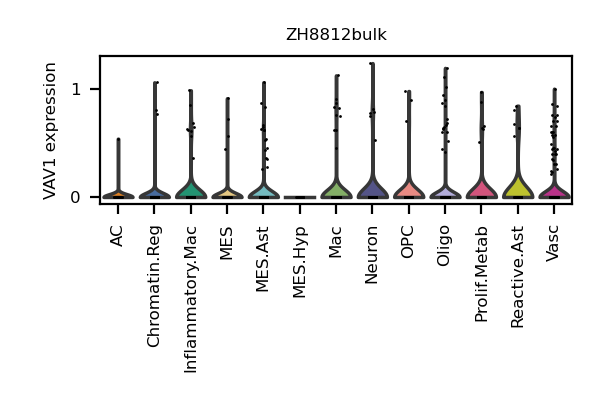 ZH8812bulk
VAV1 expression
1
0
AC
Chromatin.Reg
Inflammatory.Mac
MES
MES.Ast
MES.Hyp
Mac
Neuron
OPC
Oligo
Prolif.Metab
Reactive.Ast
Vasc